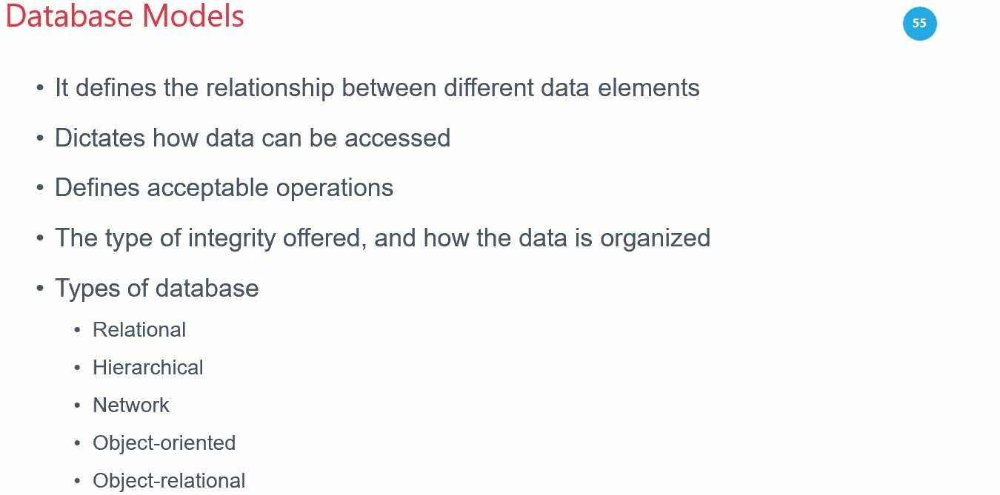 Database Models
55
• It defines the relationship between different data elements
• Dictates how data can be accessed
• Defines acceptable operations
• The type of integrity offered, and how the data is organized
• Types of database
• Relational
• Hierarchical
• Network
• Object-oriented
• Object-relational